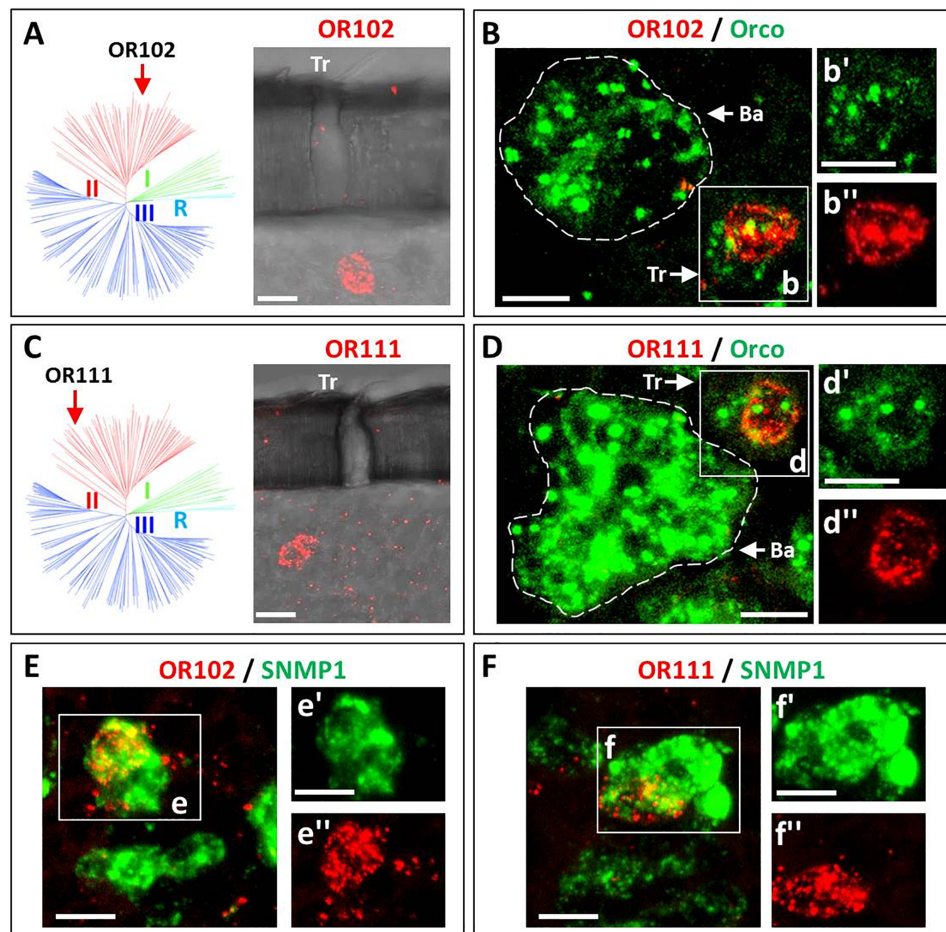 A
OR102
OR102
Tr
II
I
III
R
B
OR102 / Orco
Ba
Tr
b
b'
b''
C
OR111
OR111
Tr
II
I
III
R
D
OR111 / Orco
Tr
d
Ba
d'
d''
E
OR102 / SNMP1
e
e'
e''
F
OR111 / SNMP1
f
f'
f''